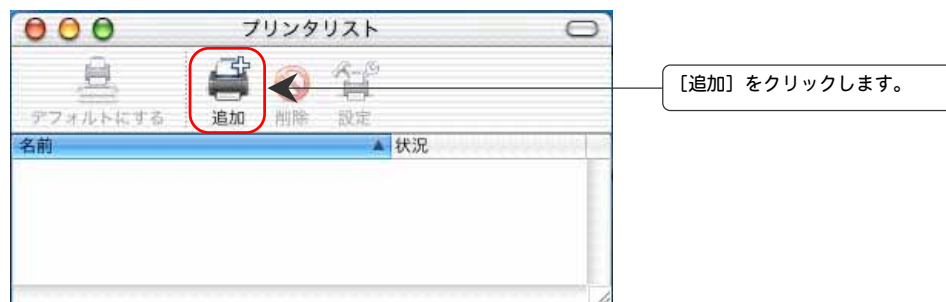 プリンタリスト
デフォルトにする 追加 削除 設定
[追加] をクリックします。
名前 状況